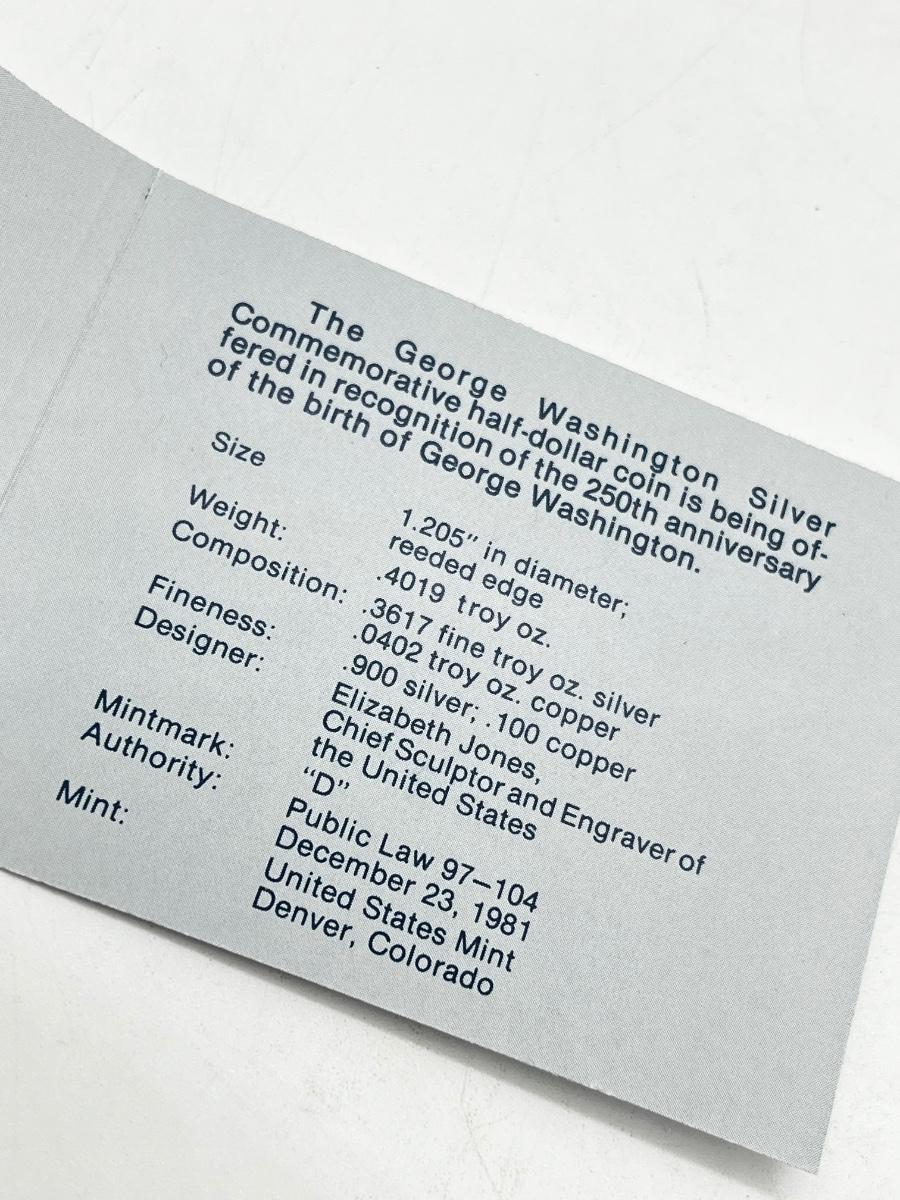 The George Washington Silver
Commemorative half-dollar coin is being of-
fered in recognition of the 250th anniversary
of the birth of George Washington.
Size 1.205" in diameter;
reeded edge
Weight: .4019 troy oz.
Composition: .3617 fine troy oz. silver
.0402 troy oz. copper
Fineness: .900 silver; .100 copper
Designer: Elizabeth Jones,
Chief Sculptor and Engraver of
the United States
Mintmark: "D"
Authority: Public Law 97–104
December 23, 1981
Mint: United States Mint
Denver, Colorado